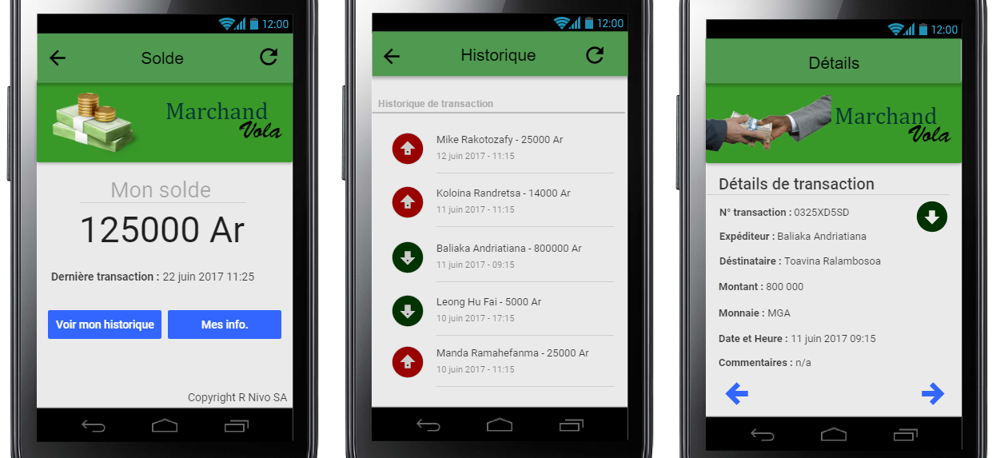 12:00
Solde
Marchand
Vola
Mon solde
125000 Ar
Dernière transaction : 22 juin 2017 11:25
Voir mon historique
Mes info.
Copyright R Nivo SA
12:00
Historique
Historique de transaction
Mike Rakotozafy - 25000 Ar
12 juin 2017 - 11:15
Koloina Randretsa - 14000 Ar
11 juin 2017 - 11:15
Baliaka Andriatiana - 800000 Ar
11 juin 2017 - 09:15
Leong Hu Fai - 5000 Ar
10 juin 2017 - 17:15
Manda Ramahefanma - 25000 Ar
10 juin 2017 - 11:15
12:00
Détails
Marchand
Vola
Détails de transaction
N° transaction : 0325XD5SD
Expéditeur : Baliaka Andriatiana
Déstinataire : Toavina Ralambosoa
Montant : 800 000
Monnaie : MGA
Date et Heure : 11 juin 2017 09:15
Commentaires : n/a